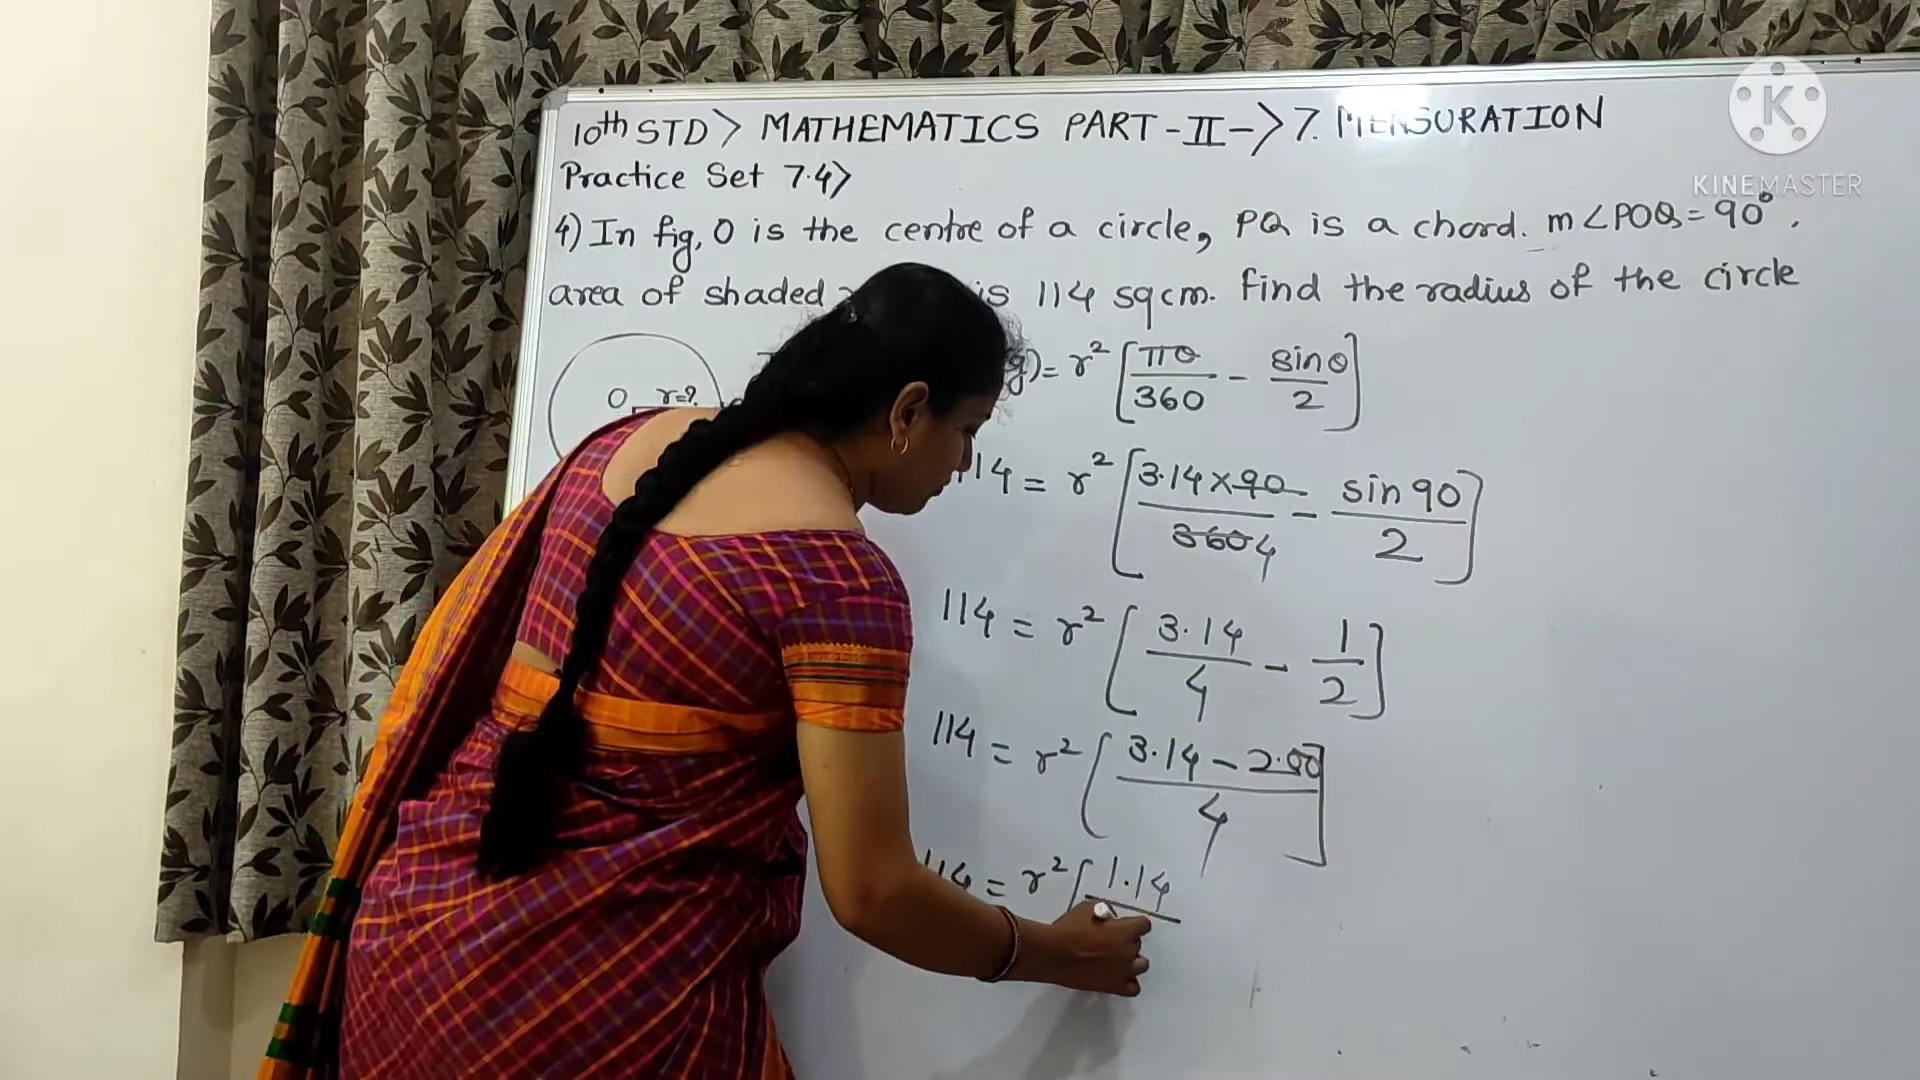 10th STD > MATHEMATICS PART-II-> 7. MENSURATION
Practice Set 7.4>
4) In fig, O is the centre of a circle, PQ is a chord. m∠POQ = 90°.
area of shaded is 114 sqcm. Find the radius of the circle
O r=?
g) = r² [πθ/360 - sinθ/2]
114 = r² [3.14×90/360 4 - sin 90/2]
114 = r² [3.14/4 - 1/2]
114 = r² [3.14 - 2.00/4]
114 = r² [1.14
K
KINEMASTER